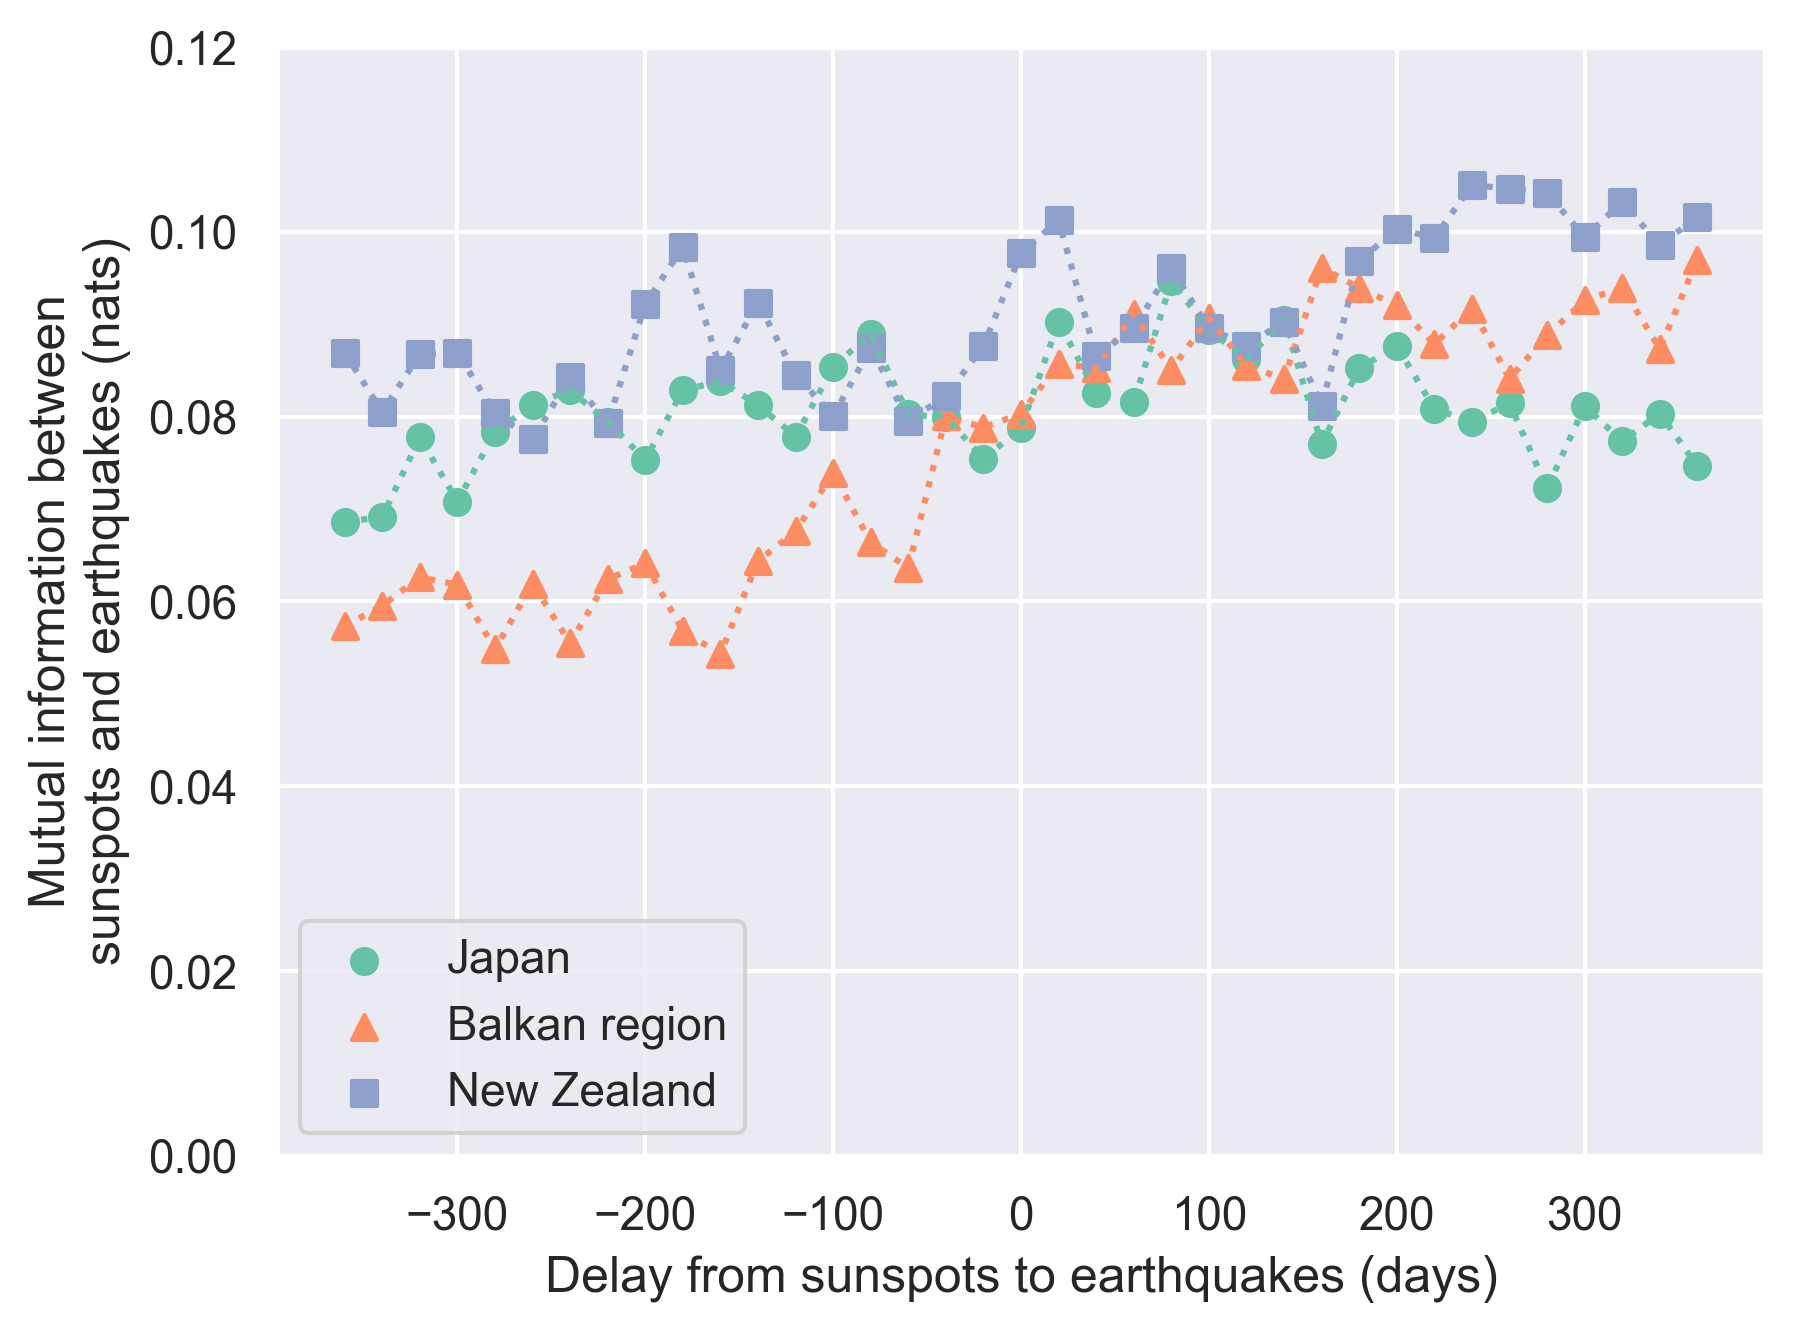 0.12
0.10
0.08
0.06
0.04
0.02
0.00
Mutual information between
sunspots and earthquakes (nats)
Japan
Balkan region
New Zealand
−300 −200 −100 0 100 200 300
Delay from sunspots to earthquakes (days)